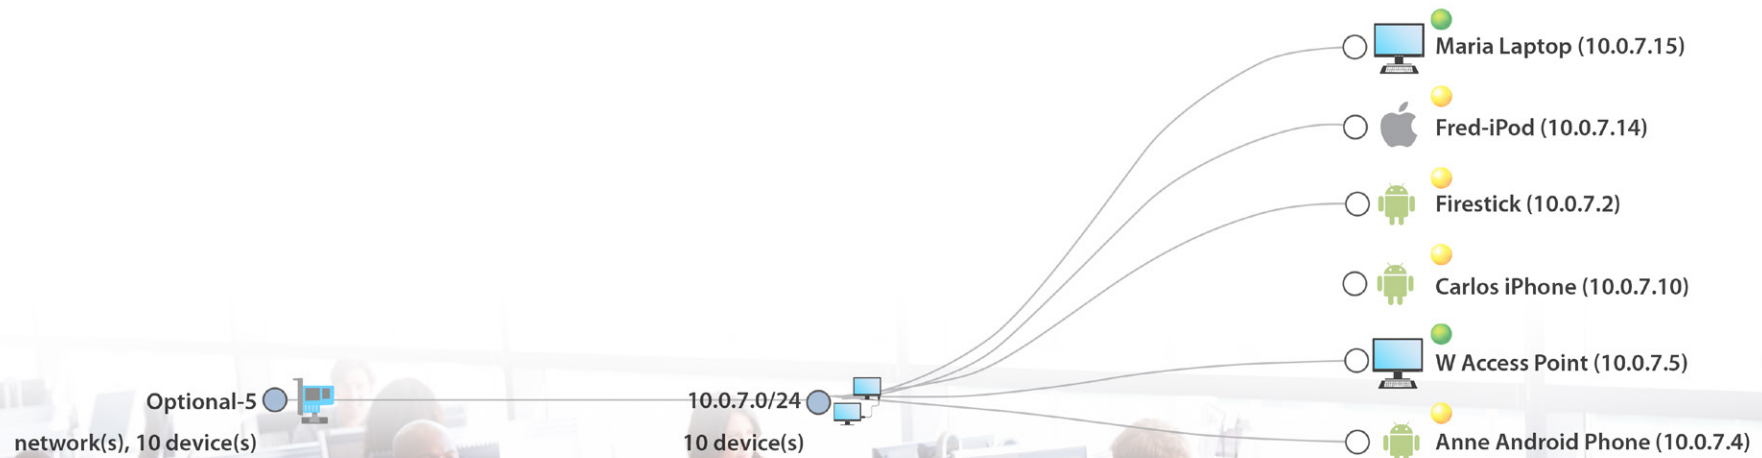 Maria Laptop (10.0.7.15)
Fred-iPod (10.0.7.14)
Firestick (10.0.7.2)
Carlos iPhone (10.0.7.10)
W Access Point (10.0.7.5)
Optional-5
10.0.7.0/24
network(s), 10 device(s)
10 device(s)
Anne Android Phone (10.0.7.4)